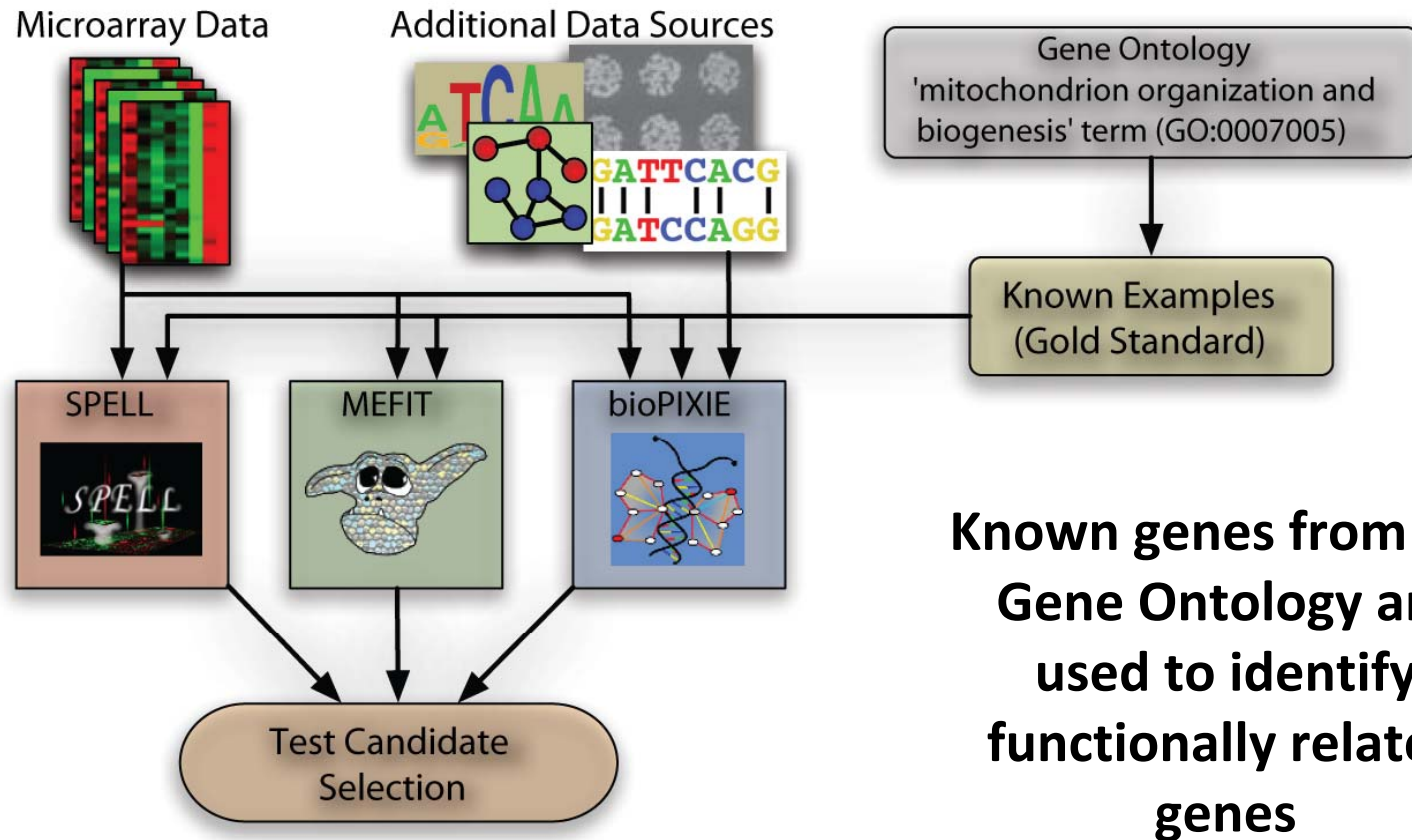 Microarray Data
Additional Data Sources
Gene Ontology
'mitochondrion organization and
biogenesis' term (GO:0007005)
ATCAA
G
GATTCACG
GATCCAGG
Known Examples
(Gold Standard)
SPELL
MEFIT
bioPIXIE
SPELL
Known genes from
Gene Ontology
used to identify
functionally
genes
Test Candidate
Selection